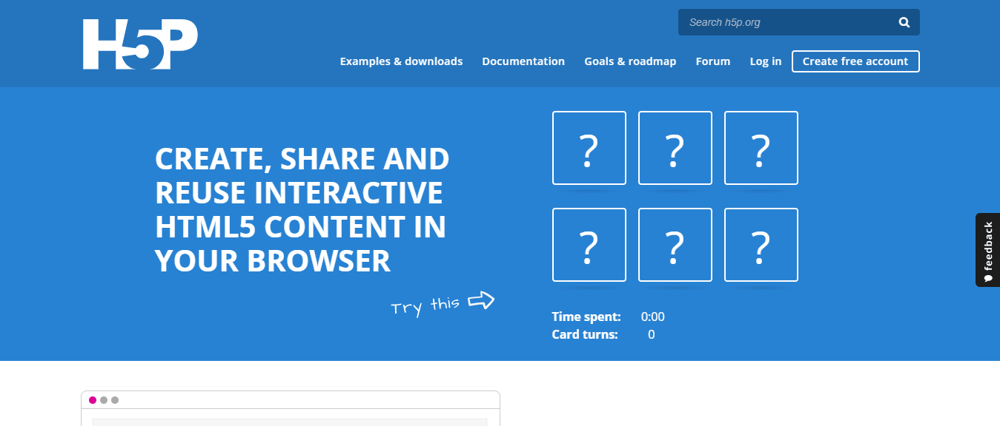 H5P
Search h5p.org
Examples & downloads Documentation Goals & roadmap Forum Log in Create free account
CREATE, SHARE AND
REUSE INTERACTIVE
HTML5 CONTENT IN
YOUR BROWSER
Try this
? ? ?
? ? ?
Time spent: 0:00
Card turns: 0
feedback